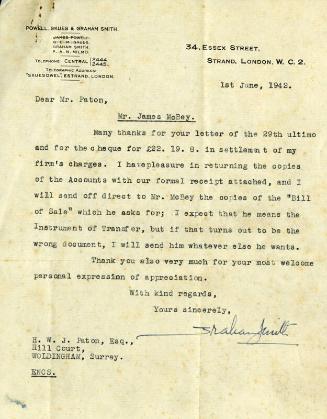 POWELL, SKUES & GRAHAM SMITH.
JAMES POWELL.
G. E. M. SKUES.
GRAHAM SMITH.
TELEPHONE CENTRAL 2444 2445.
TELEGRAPHIC ADDRESS:
"SKUESOWEL", ESTRAND, LONDON.
34, ESSEX STREET,
STRAND, LONDON, W. C. 2.
1st June, 1942.
Dear Mr. Paton,
Mr. James McBey.
Many thanks for your letter of the 29th ultimo
and for the cheque for £22. 19. 8. in settlement of my
firm's charges. I have pleasure in returning the copies
of the Accounts with our formal receipt attached, and I
will send off direct to Mr. McBey the copies of the "Bill
of Sale" which he asks for; I expect that he means the
Instrument of Transfer, but if that turns out to be the
wrong document, I will send him whatever else he wants.
Thank you also very much for your most welcome
personal expression of appreciation.
With kind regards,
Yours sincerely,
Graham Smith
H. W. J. Paton, Esq.,
Hill Court,
WOLDINGHAM, Surrey.
ENCS.